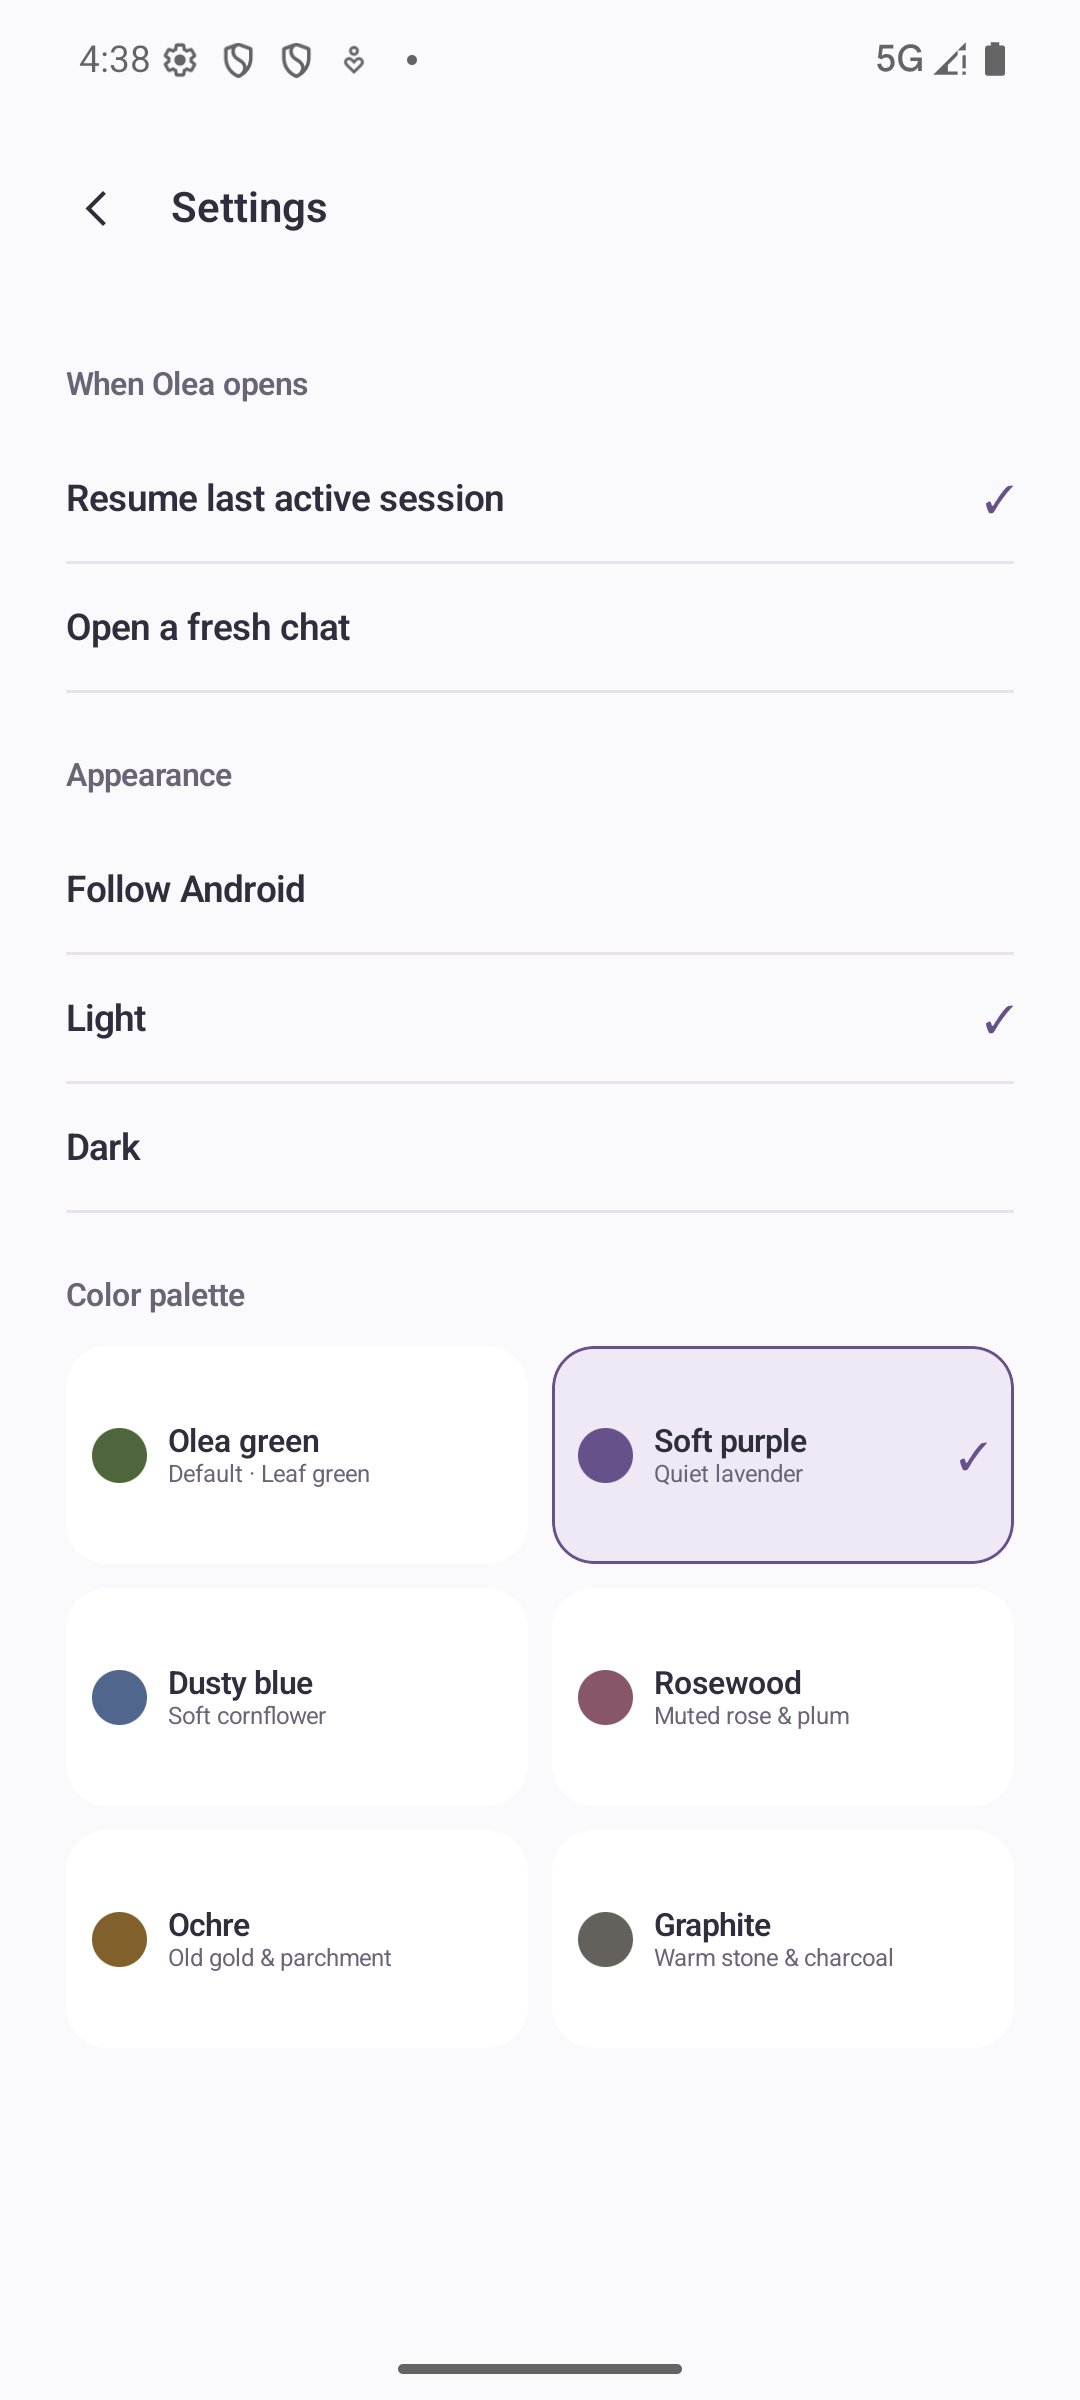 4:38
5G
Settings
When Olea opens
Resume last active session
Open a fresh chat
Appearance
Follow Android
Light
Dark
Color palette
Olea green
Default · Leaf green
Soft purple
Quiet lavender
Dusty blue
Soft cornflower
Rosewood
Muted rose & plum
Ochre
Old gold & parchment
Graphite
Warm stone & charcoal